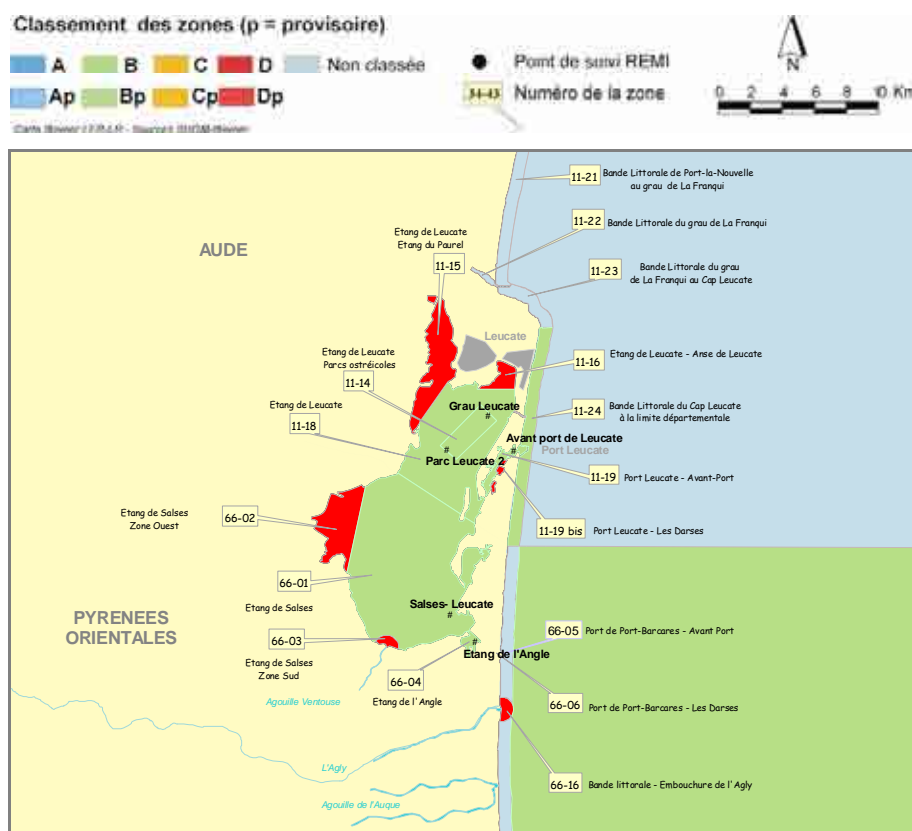 Classement des zones (p = provisoire)
A B C D Non classée
Ap Bp Cp Dp
Point de suivi REMI
34-43 Numéro de la zone
N
0 2 4 6 8 10 Km
AUDE
PYRENEES
ORIENTALES
11-21 Bande Littorale de Port-la-Nouvelle
au grau de La Franqui
11-22 Bande Littorale du grau de La Franqui
11-23 Bande Littorale du grau
de La Franqui au Cap Leucate
Etang de Leucate
Etang du Paurel
11-15
Leucate
Etang de Leucate
Parcs ostréicoles
11-14
11-16 Etang de Leucate - Anse de Leucate
Etang de Leucate
11-18
Grau Leucate
#
11-24 Bande Littorale du Cap Leucate
à la limite départementale
Avant port de Leucate
#
Port Leucate
#
Parc Leucate 2
11-19 Port Leucate - Avant-Port
Etang de Salses
Zone Ouest
66-02
11-19 bis Port Leucate - Les Darses
66-01
Etang de Salses
Salses- Leucate
#
66-03
Etang de Salses
Zone Sud
#
Etang de l'Angle
66-04
Etang de l'Angle
66-05 Port de Port-Barcares - Avant Port
66-06 Port de Port-Barcares - Les Darses
Agouille Ventouse
L'Agly
Agouille de l'Auque
66-16 Bande littorale - Embouchure de l'Agly